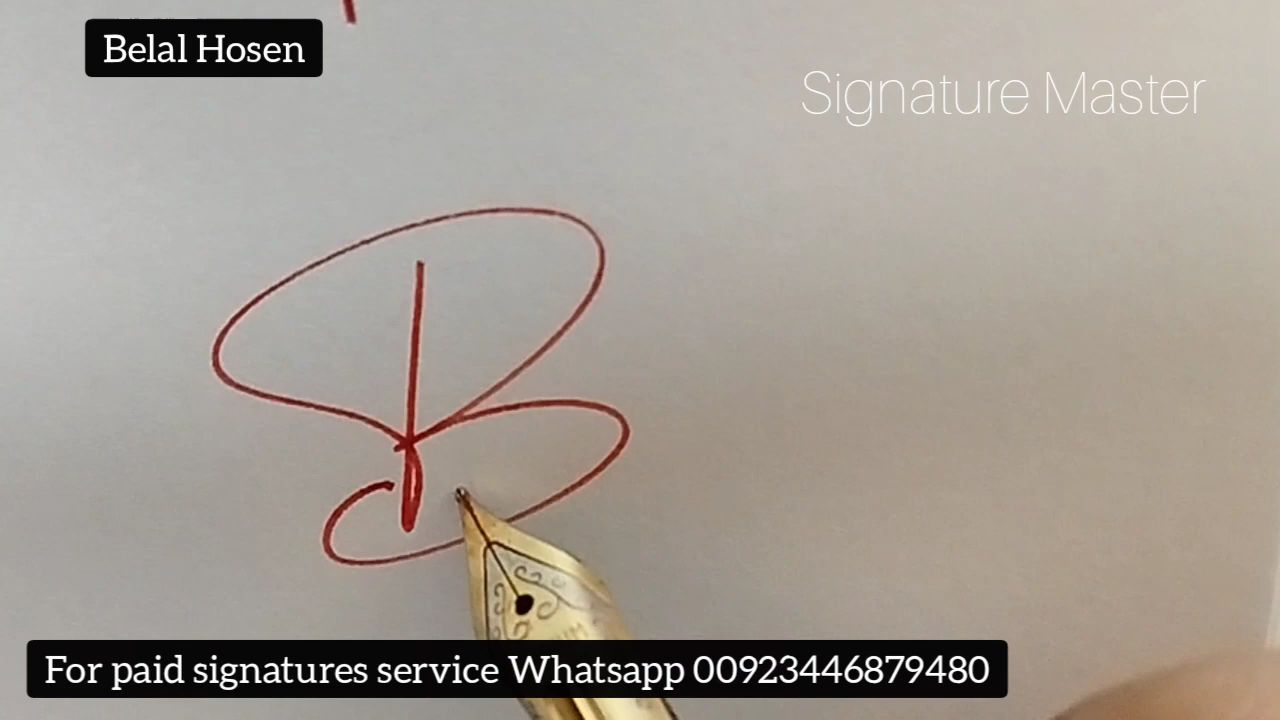 Belal Hosen
Signature Master
B
For paid signatures service Whatsapp 00923446879480